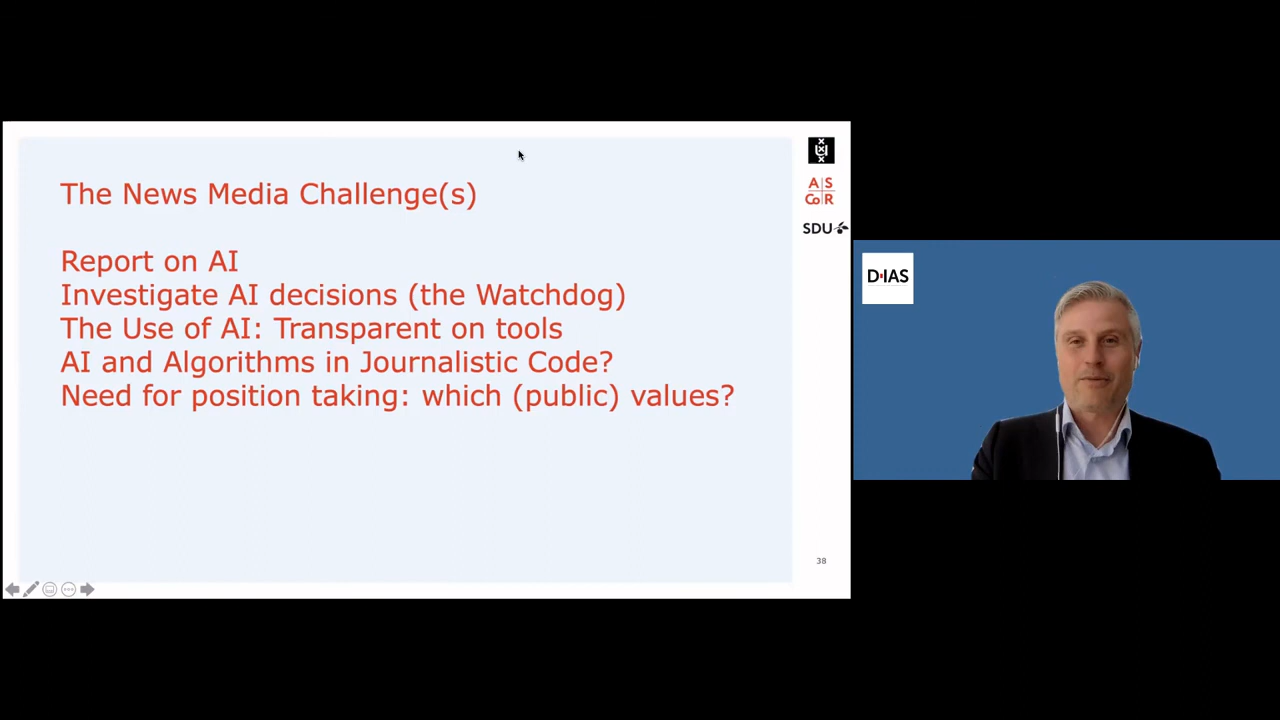 The News Media Challenge(s)
Report on AI
Investigate AI decisions (the Watchdog)
The Use of AI: Transparent on tools
AI and Algorithms in Journalistic Code?
Need for position taking: which (public) values?
A S
Co R
SDU
38
D·IAS